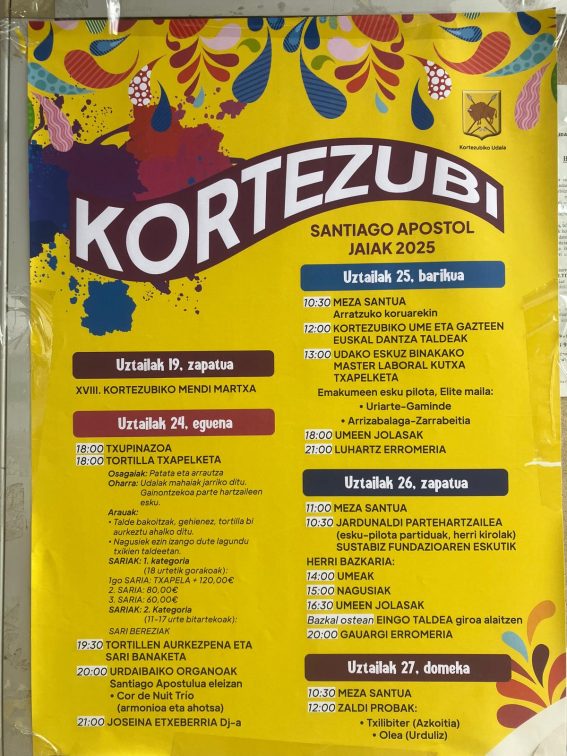 Kortezubiko Udala
KORTEZUBI
SANTIAGO APOSTOL
JAIAK 2025
Uztailak 19, zapatua
XVIII. KORTEZUBIKO MENDI MARTXA
Uztailak 24, eguena
18:00 TXUPINAZOA
18:00 TORTILLA TXAPELKETA
Osagaiak: Patata eta arrautza
Oharra: Udalak mahaiak jarriko ditu.
Gainontzekoa parte hartzaileen
esku.
Arauak:
• Talde bakoitzak, gehienez, tortilla bi
aurkeztu ahalko ditu.
• Nagusiek ezin izango dute lagundu
txikien taldeetan.
SARIAK: 1. kategoria
(18 urtetik gorakoak):
1go SARIA: TXAPELA + 120,00€
2. SARIA: 80,00€
3. SARIA: 60,00€
SARIAK: 2. Kategoria
(11-17 urte bitartekoak):
SARI BEREZIAK
19:30 TORTILLEN AURKEZPENA ETA
SARI BANAKETA
20:00 URDAIBAIKO ORGANOAK
Santiago Apostulua eleizan
• Cor de Nuit Trio
(armonioa eta ahotsa)
21:00 JOSEINA ETXEBERRIA Dj-a
Uztailak 25, barikua
10:30 MEZA SANTUA
Arratzuko koruarekin
12:00 KORTEZUBIKO UME ETA GAZTEEN
EUSKAL DANTZA TALDEAK
13:00 UDAKO ESKUZ BINAKAKO
MASTER LABORAL KUTXA
TXAPELKETA
Emakumeen esku pilota, Elite maila:
• Uriarte-Gaminde
• Arrizabalaga-Zarrabeitia
18:00 UMEEN JOLASAK
21:00 LUHARTZ ERROMERIA
Uztailak 26, zapatua
11:00 MEZA SANTUA
10:30 JARDUNALDI PARTEHARTZAILEA
(esku-pilota partiduak, herri kirolak)
SUSTABIZ FUNDAZIOAREN ESKUTIK
HERRI BAZKARIA:
14:00 UMEAK
15:00 NAGUSIAK
16:30 UMEEN JOLASAK
Bazkal ostean EINGO TALDEA giroa alaitzen
20:00 GAUARGI ERROMERIA
Uztailak 27, domeka
10:30 MEZA SANTUA
12:00 ZALDI PROBAK:
• Txilibiter (Azkoitia)
• Olea (Urduliz)